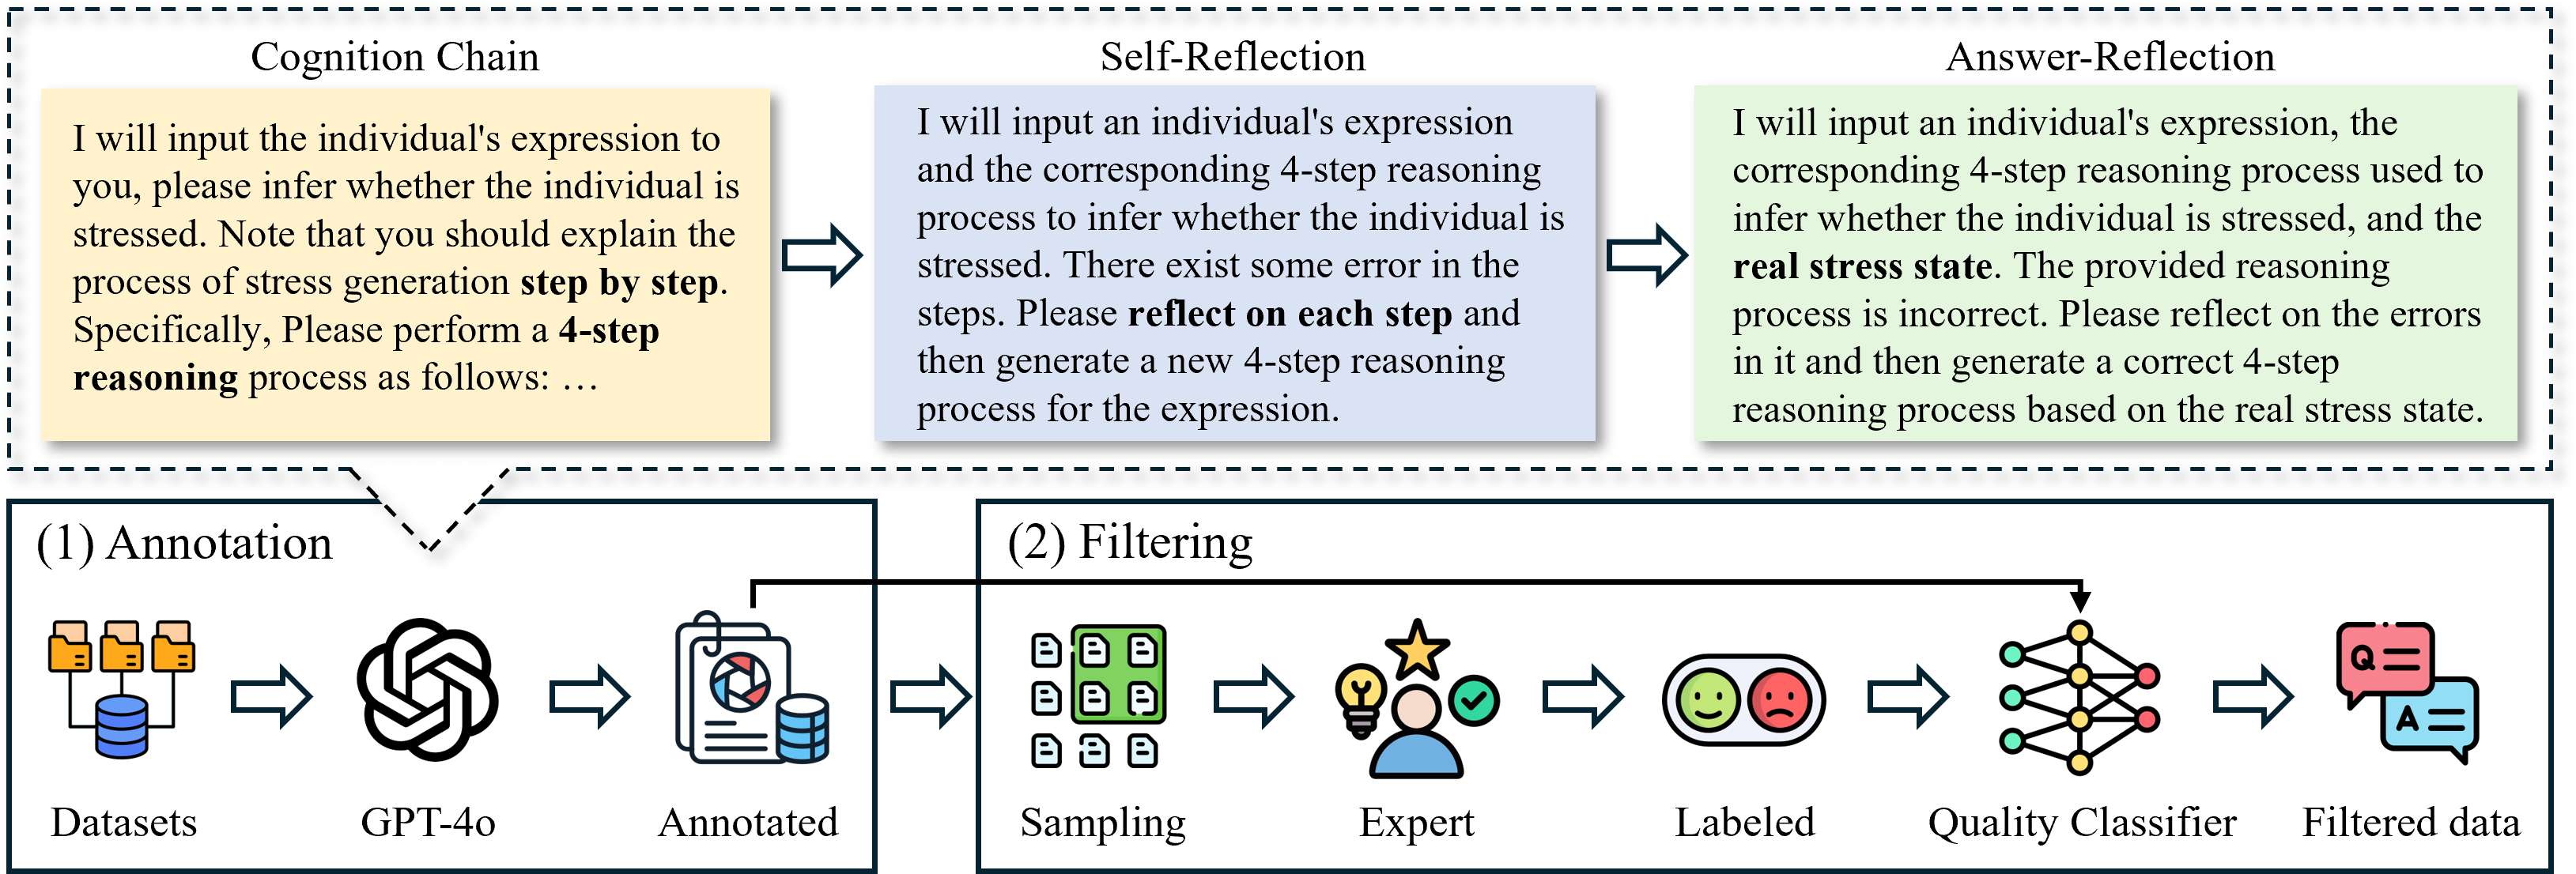 Cognition Chain
I will input the individual's expression to
you, please infer whether the individual is
stressed. Note that you should explain the
process of stress generation step by step.
Specifically, Please perform a 4-step
reasoning process as follows: …
Self-Reflection
I will input an individual's expression
and the corresponding 4-step reasoning
process to infer whether the individual is
stressed. There exist some error in the
steps. Please reflect on each step and
then generate a new 4-step reasoning
process for the expression.
Answer-Reflection
I will input an individual's expression, the
corresponding 4-step reasoning process used to
infer whether the individual is stressed, and the
real stress state. The provided reasoning
process is incorrect. Please reflect on the errors
in it and then generate a correct 4-step
reasoning process based on the real stress state.
(1) Annotation
Datasets
GPT-4o
Annotated
(2) Filtering
Sampling
Expert
Labeled
Quality Classifier
Q
A
Filtered data